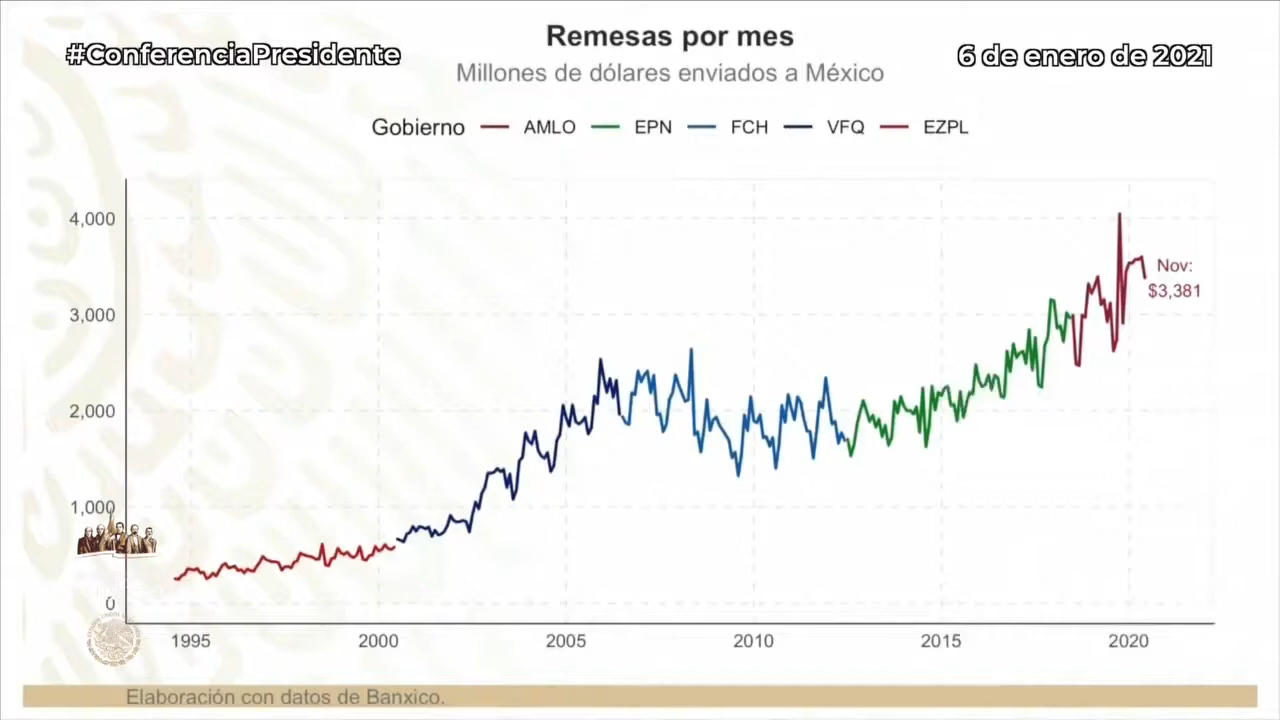 #ConferenciaPresidente
Remesas por mes
6 de enero de 2021
Millones de dólares enviados a México
Gobierno AMLO EPN FCH VFQ EZPL
4,000
3,000
2,000
1,000
0
Nov:
$3,381
1995 2000 2005 2010 2015 2020
Elaboración con datos de Banxico.